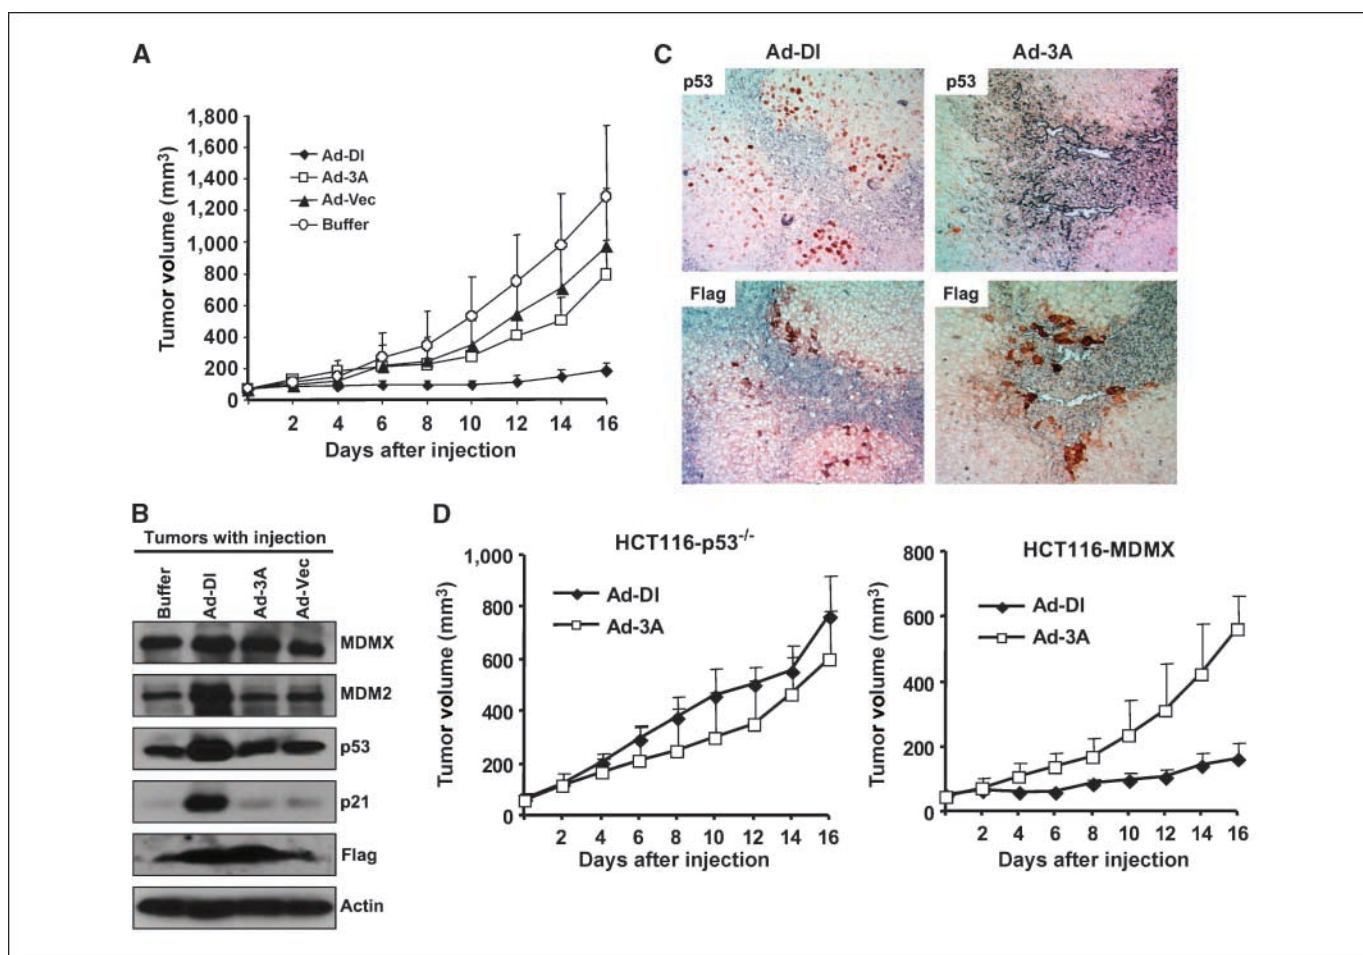 A
1,800
1,600
1,400
1,200
1,000
800
600
400
200
0
Tumor volume (mm³)
Ad-DI
Ad-3A
Ad-Vec
Buffer
2 4 6 8 10 12 14 16
Days after injection
C
Ad-DI Ad-3A
p53 p53
Flag Flag
B
Tumors with injection
Buffer Ad-DI Ad-3A Ad-Vec
MDMX
MDM2
p53
p21
Flag
Actin
D
HCT116-p53⁻/⁻
1,000
800
600
400
200
0
Tumor volume (mm³)
Ad-DI
Ad-3A
2 4 6 8 10 12 14 16
Days after injection
HCT116-MDMX
800
600
400
200
0
Tumor volume (mm³)
Ad-DI
Ad-3A
2 4 6 8 10 12 14 16
Days after injection